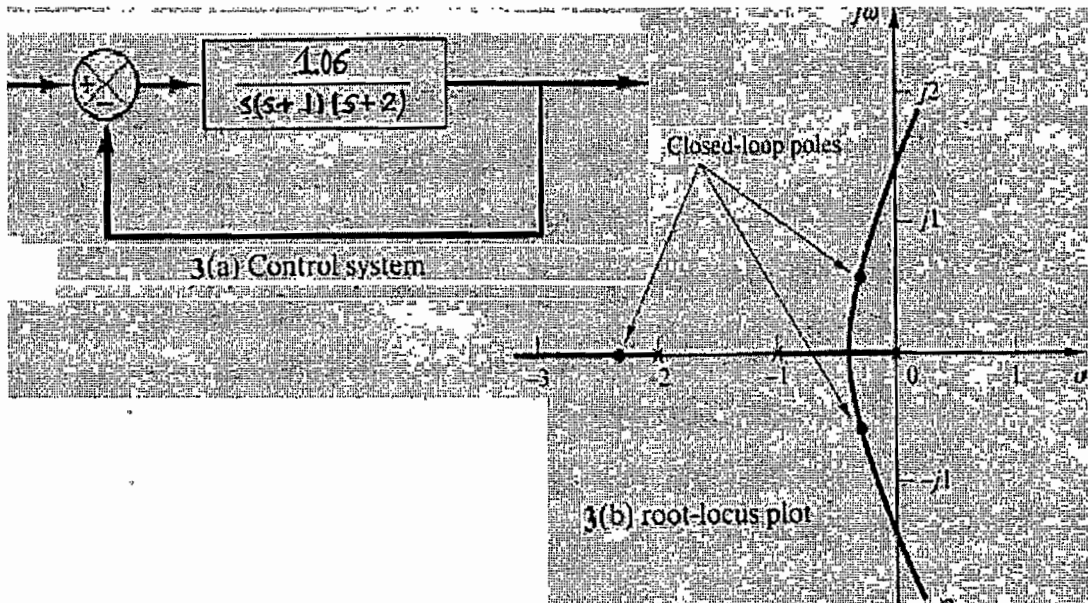 1.06
s(s+1)(s+2)
+
−
3(a) Control system
jω
j2
Closed-loop poles
j1
-3
-2
-1
0
1
σ
-j1
3(b) root-locus plot